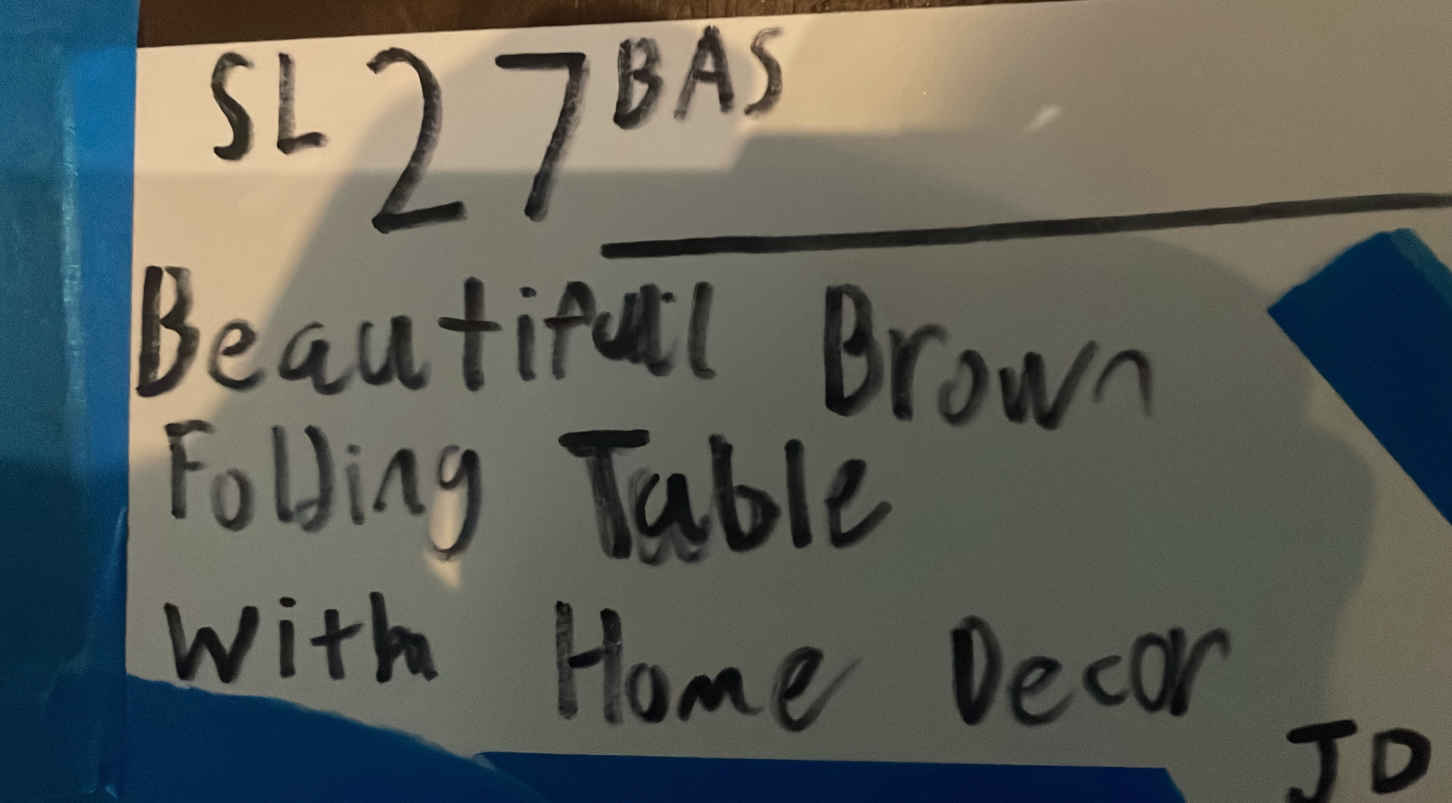 SL 27 BAS
Beautiful Brown
Folding Table
With Home Decor
JD